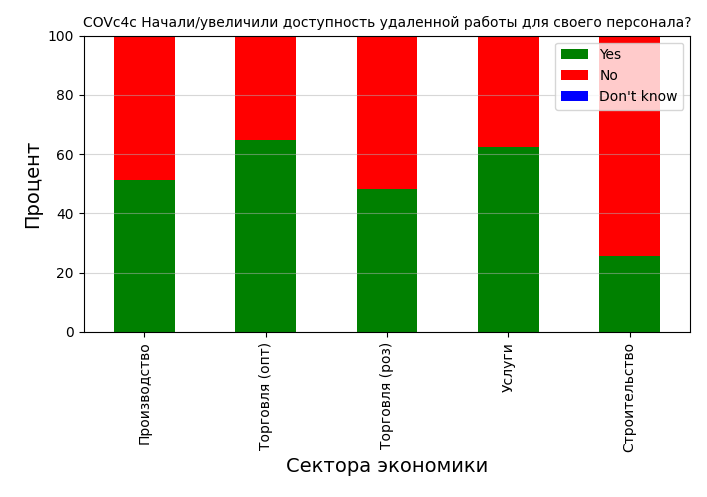 COVc4c Начали/увеличили доступность удаленной работы для своего персонала?
100
80
60
40
20
0
Процент
Yes
No
Don't know
Производство
Торговля (опт)
Торговля (роз)
Услуги
Строительство
Сектора экономики